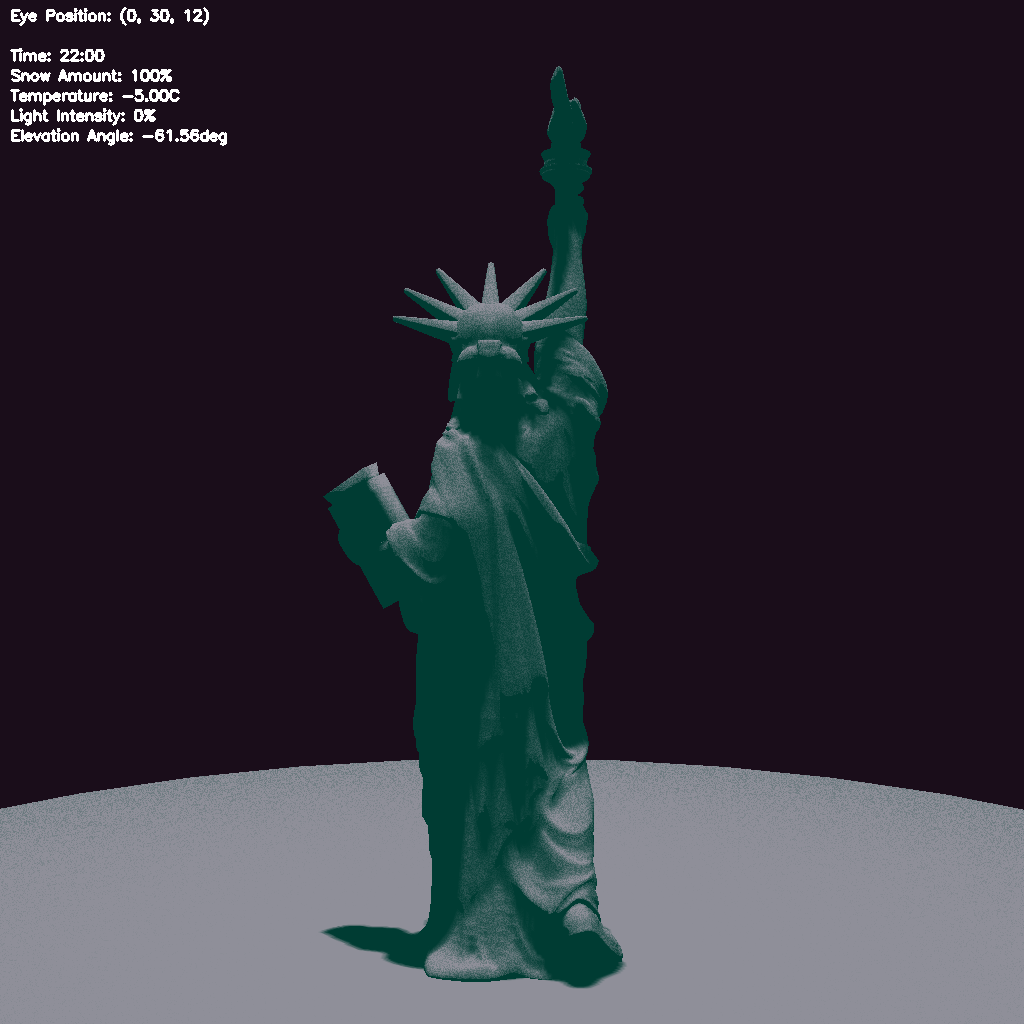 Eye Position: (0, 30, 12)
Time: 22:00
Snow Amount: 100%
Temperature: -5.00C
Light Intensity: 0%
Elevation Angle: -61.56deg